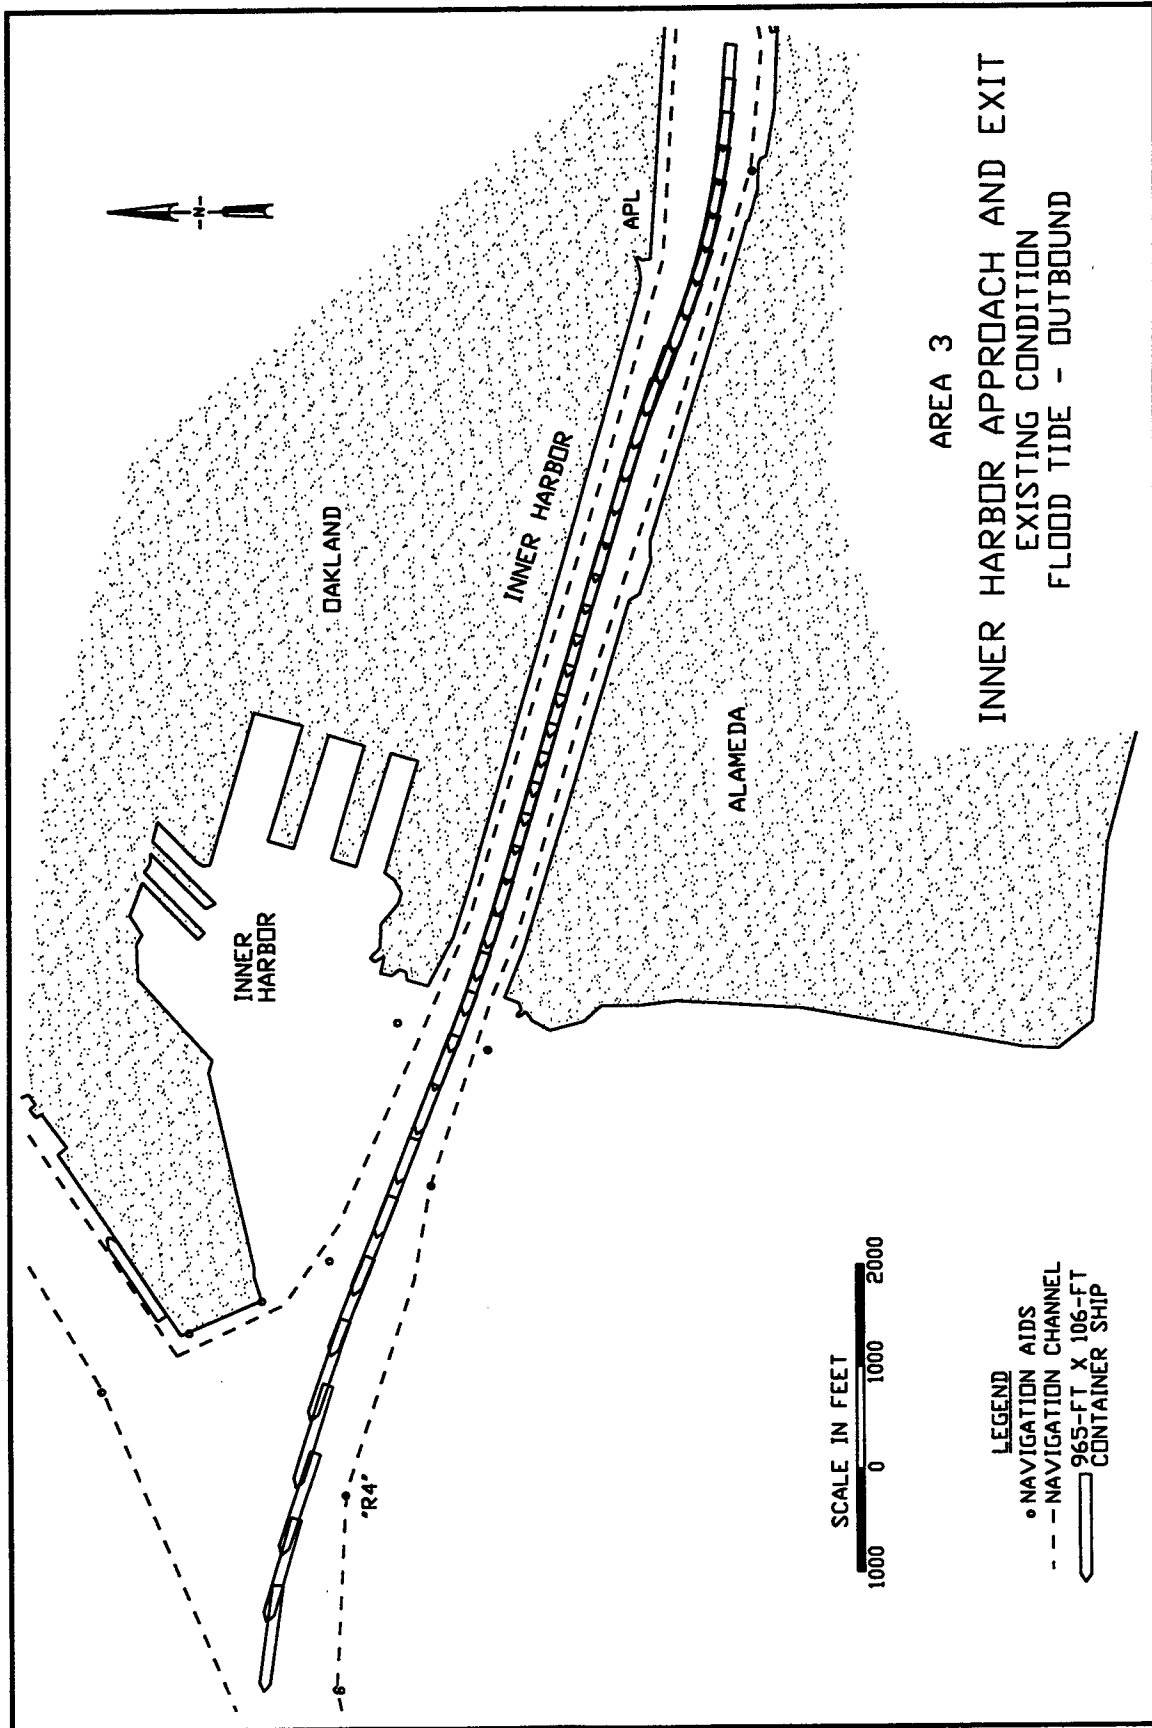 -N-
APL
OAKLAND
INNER HARBOR
INNER
HARBOR
ALAMEDA
"R4"
-6-
AREA 3
INNER HARBOR APPROACH AND EXIT
EXISTING CONDITION
FLOOD TIDE - OUTBOUND
SCALE IN FEET
1000 0 1000 2000
LEGEND
NAVIGATION AIDS
NAVIGATION CHANNEL
965-FT X 106-FT
CONTAINER SHIP